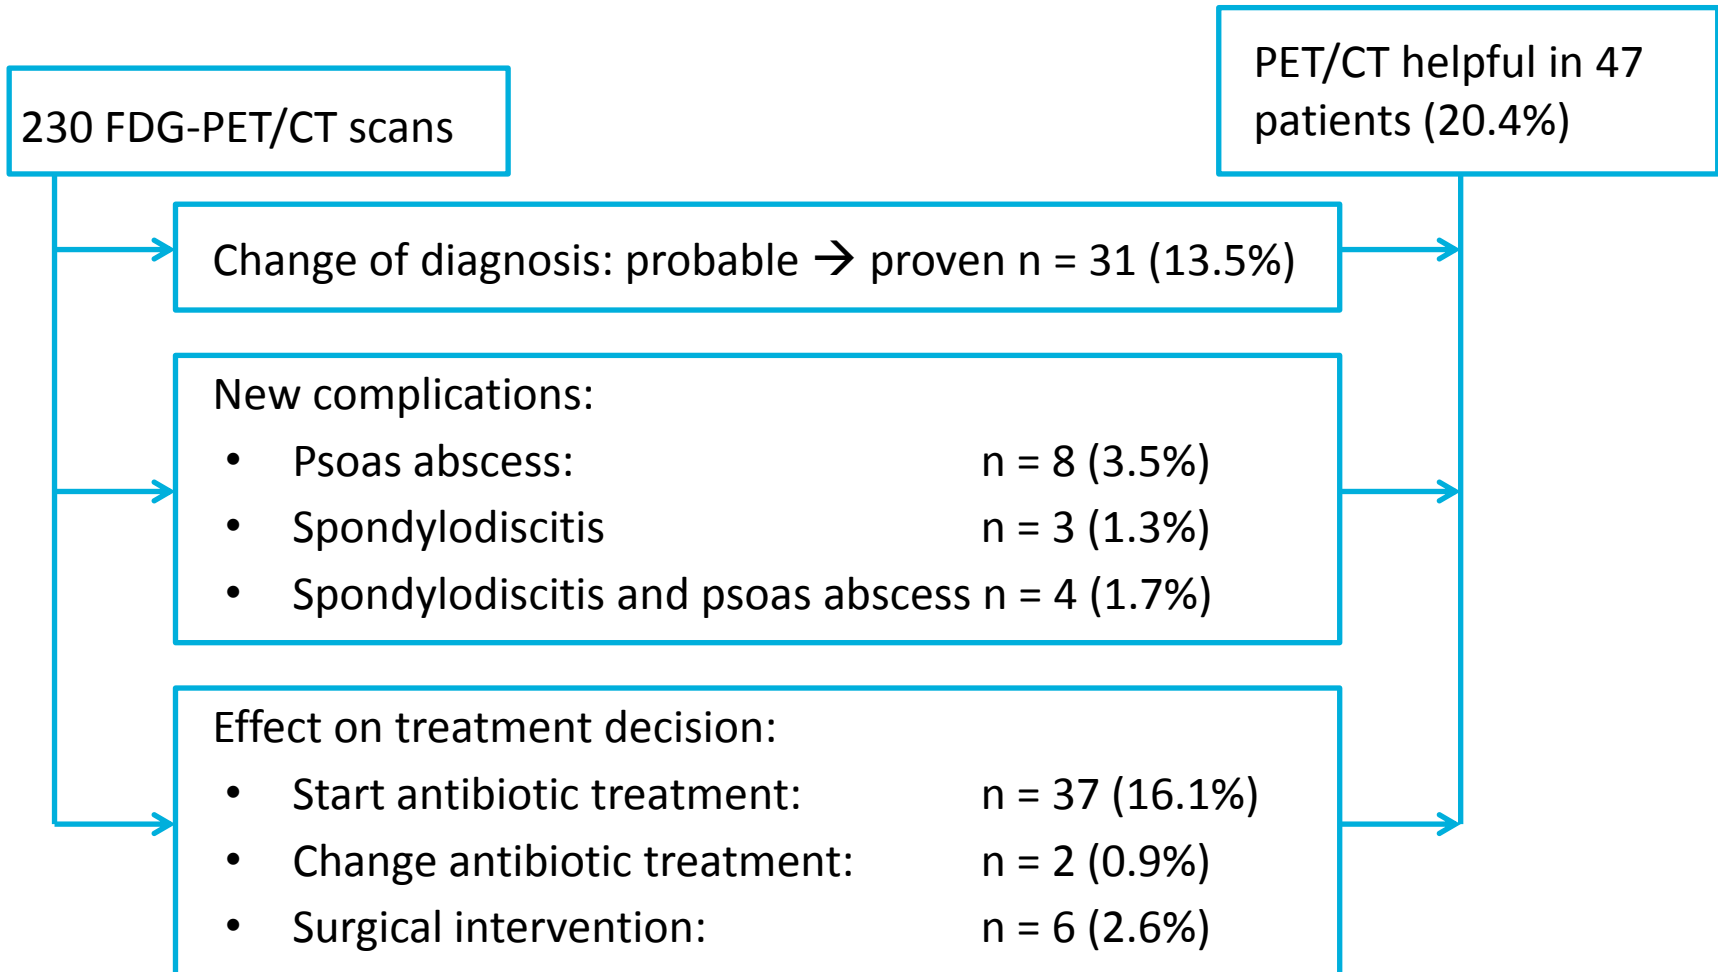 230 FDG-PET/CT scans
PET/CT helpful in 47
patients (20.4%)
Change of diagnosis: probable → proven n = 31 (13.5%)
New complications:
• Psoas abscess: n = 8 (3.5%)
• Spondylodiscitis n = 3 (1.3%)
• Spondylodiscitis and psoas abscess n = 4 (1.7%)
Effect on treatment decision:
• Start antibiotic treatment: n = 37 (16.1%)
• Change antibiotic treatment: n = 2 (0.9%)
• Surgical intervention: n = 6 (2.6%)